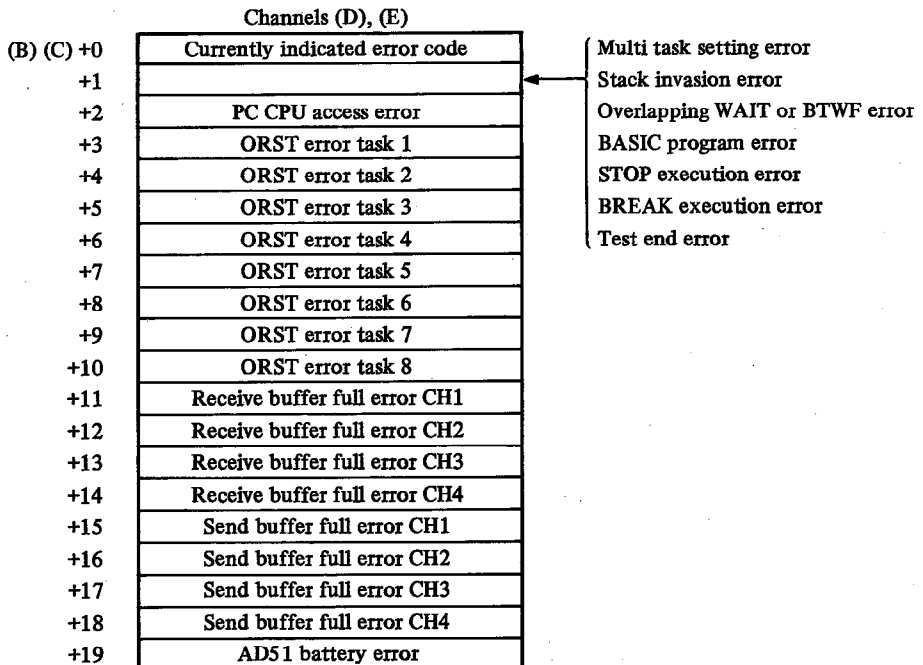 Channels (D), (E)
(B) (C) +0 Currently indicated error code
+1
+2 PC CPU access error
+3 ORST error task 1
+4 ORST error task 2
+5 ORST error task 3
+6 ORST error task 4
+7 ORST error task 5
+8 ORST error task 6
+9 ORST error task 7
+10 ORST error task 8
+11 Receive buffer full error CH1
+12 Receive buffer full error CH2
+13 Receive buffer full error CH3
+14 Receive buffer full error CH4
+15 Send buffer full error CH1
+16 Send buffer full error CH2
+17 Send buffer full error CH3
+18 Send buffer full error CH4
+19 AD51 battery error
Multi task setting error
Stack invasion error
Overlapping WAIT or BTWF error
BASIC program error
STOP execution error
BREAK execution error
Test end error